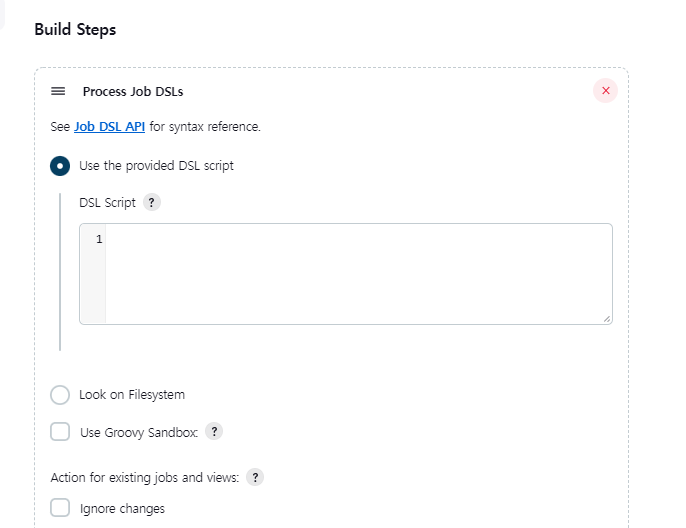 Build Steps
Process Job DSLs
See Job DSL API for syntax reference.
Use the provided DSL script
DSL Script ?
1
Look on Filesystem
Use Groovy Sandbox ?
Action for existing jobs and views: ?
Ignore changes